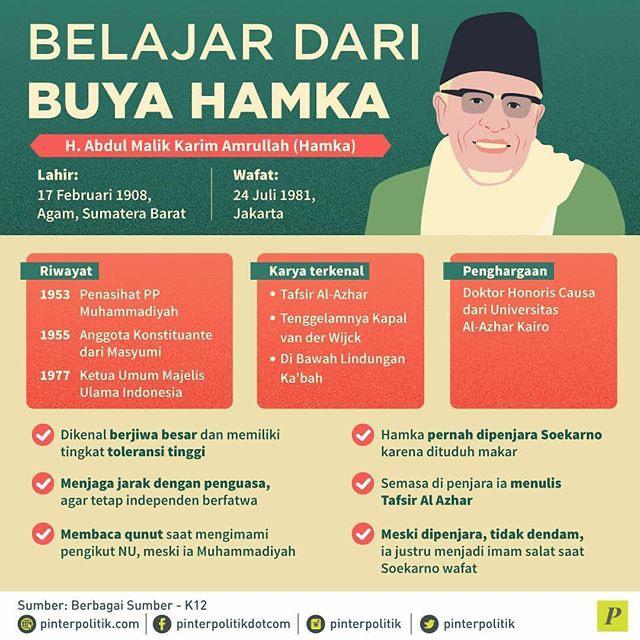 BELAJAR DARI
BUYA HAMKA
H. Abdul Malik Karim Amrullah (Hamka)
Lahir:
17 Februari 1908,
Agam, Sumatera Barat
Wafat:
24 Juli 1981,
Jakarta
Riwayat
1953 Penasihat PP
Muhammadiyah
1955 Anggota Konstituante
dari Masyumi
1977 Ketua Umum Majelis
Ulama Indonesia
Karya terkenal
• Tafsir Al-Azhar
• Tenggelamnya Kapal
van der Wijck
• Di Bawah Lindungan
Ka'bah
Penghargaan
Doktor Honoris Causa
dari Universitas
Al-Azhar Kairo
Dikenal berjiwa besar dan memiliki
tingkat toleransi tinggi
Menjaga jarak dengan penguasa,
agar tetap independen berfatwa
Membaca qunut saat mengimami
pengikut NU, meski ia Muhammadiyah
Hamka pernah dipenjara Soekarno
karena dituduh makar
Semasa di penjara ia menulis
Tafsir Al Azhar
Meski dipenjara, tidak dendam,
ia justru menjadi imam salat saat
Soekarno wafat
Sumber: Berbagai Sumber - K12
pinterpolitik.com
pinterpolitikdotcom
pinterpolitik
pinterpolitik
P